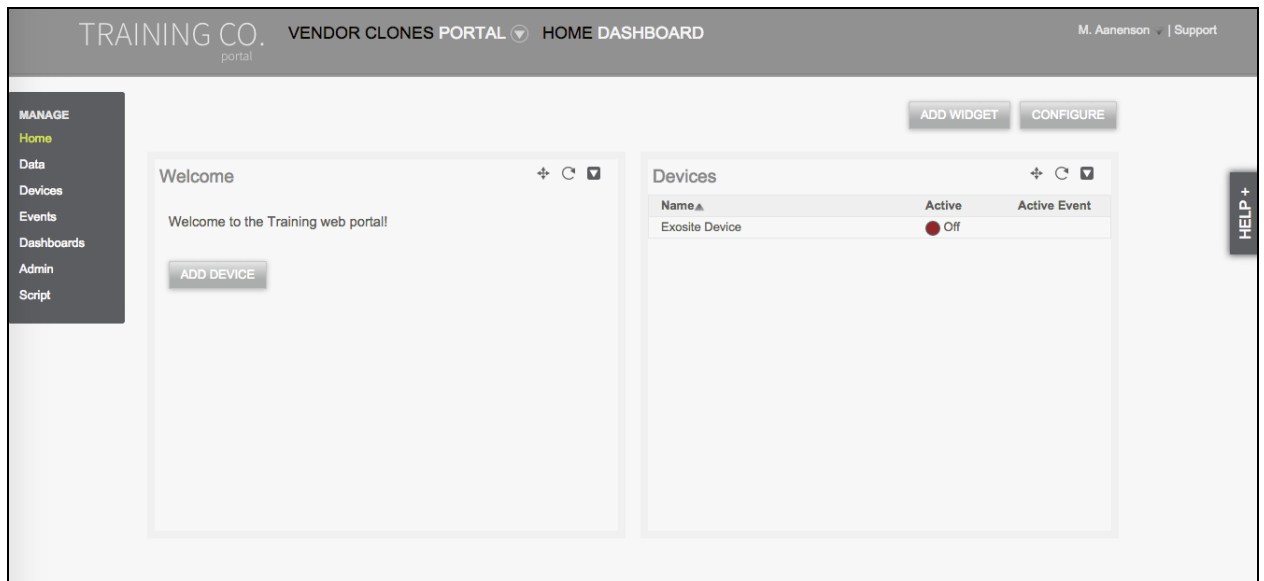 TRAINING CO.
portal
VENDOR CLONES PORTAL HOME DASHBOARD
M. Aanenson | Support
MANAGE
Home
Data
Devices
Events
Dashboards
Admin
Script
ADD WIDGET
CONFIGURE
Welcome
Welcome to the Training web portal!
ADD DEVICE
Devices
Name Active Active Event
Exosite Device Off
HELP +